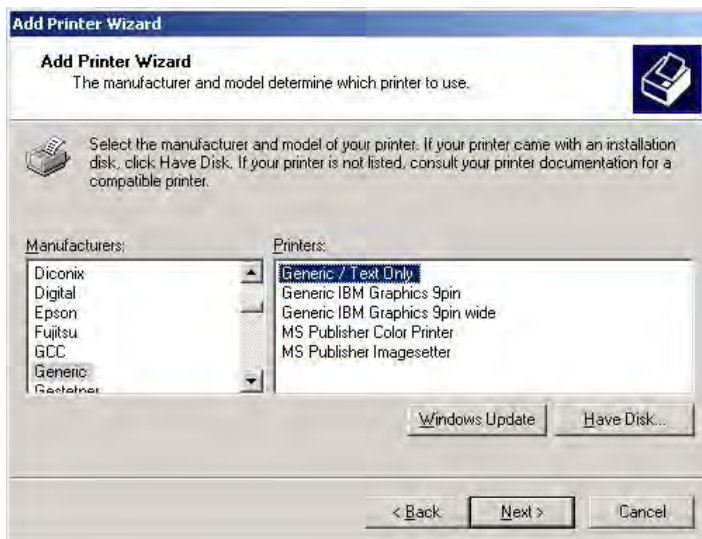 Add Printer Wizard
Add Printer Wizard
The manufacturer and model determine which printer to use.
Select the manufacturer and model of your printer. If your printer came with an installation
disk, click Have Disk. If your printer is not listed, consult your printer documentation for a
compatible printer.
Manufacturers:
Diconix
Digital
Epson
Fujitsu
GCC
Generic
Gestetner
Printers:
Generic / Text Only
Generic IBM Graphics 9pin
Generic IBM Graphics 9pin wide
MS Publisher Color Printer
MS Publisher Imagesetter
Windows Update
Have Disk...
< Back
Next >
Cancel